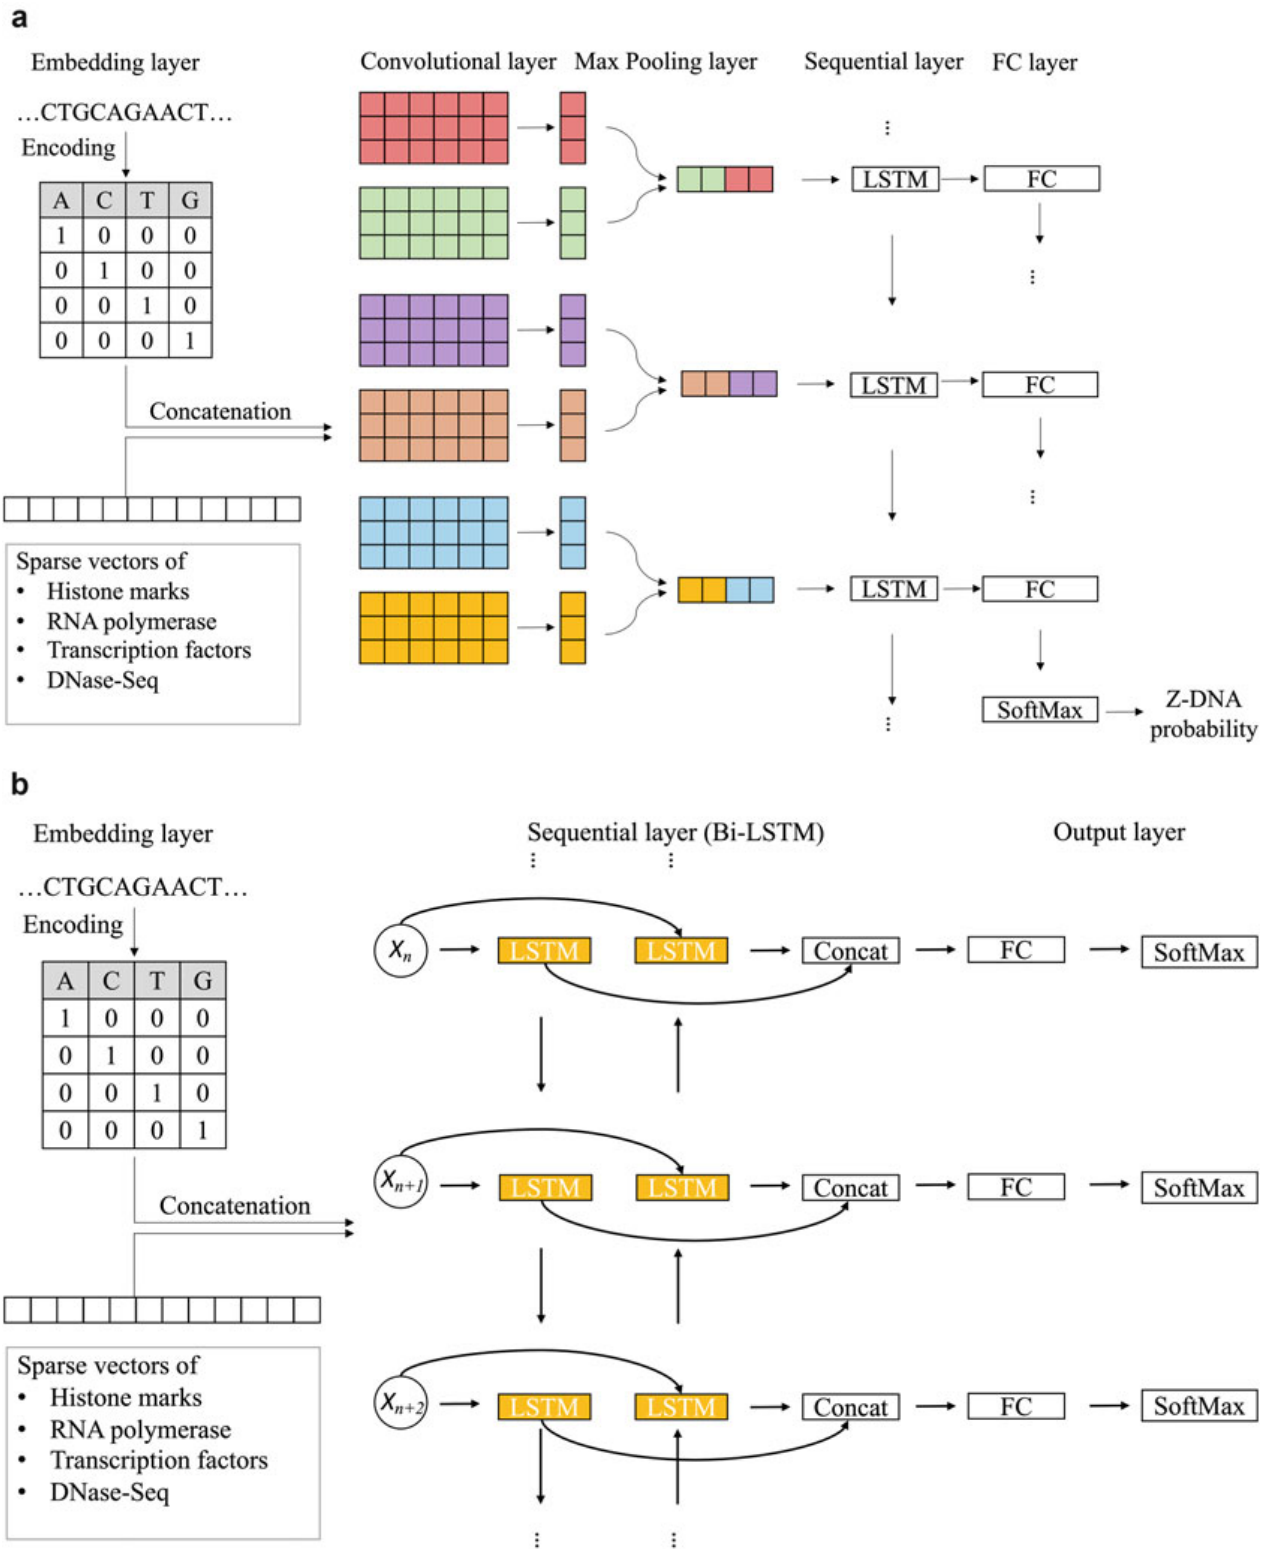 a
Embedding layer
Convolutional layer
Max Pooling layer
Sequential layer
FC layer
…CTGCAGAACT…
Encoding
A C T G
1 0 0 0
0 1 0 0
0 0 1 0
0 0 0 1
Concatenation
Sparse vectors of
• Histone marks
• RNA polymerase
• Transcription factors
• DNase-Seq
⋮
LSTM
FC
⋮
LSTM
FC
⋮
LSTM
FC
⋮
SoftMax
Z-DNA
probability
b
Embedding layer
Sequential layer (Bi-LSTM)
Output layer
…CTGCAGAACT…
Encoding
A C T G
1 0 0 0
0 1 0 0
0 0 1 0
0 0 0 1
Concatenation
Sparse vectors of
• Histone marks
• RNA polymerase
• Transcription factors
• DNase-Seq
⋮ ⋮
Xn LSTM LSTM Concat FC SoftMax
Xn+1 LSTM LSTM Concat FC SoftMax
Xn+2 LSTM LSTM Concat FC SoftMax
⋮ ⋮